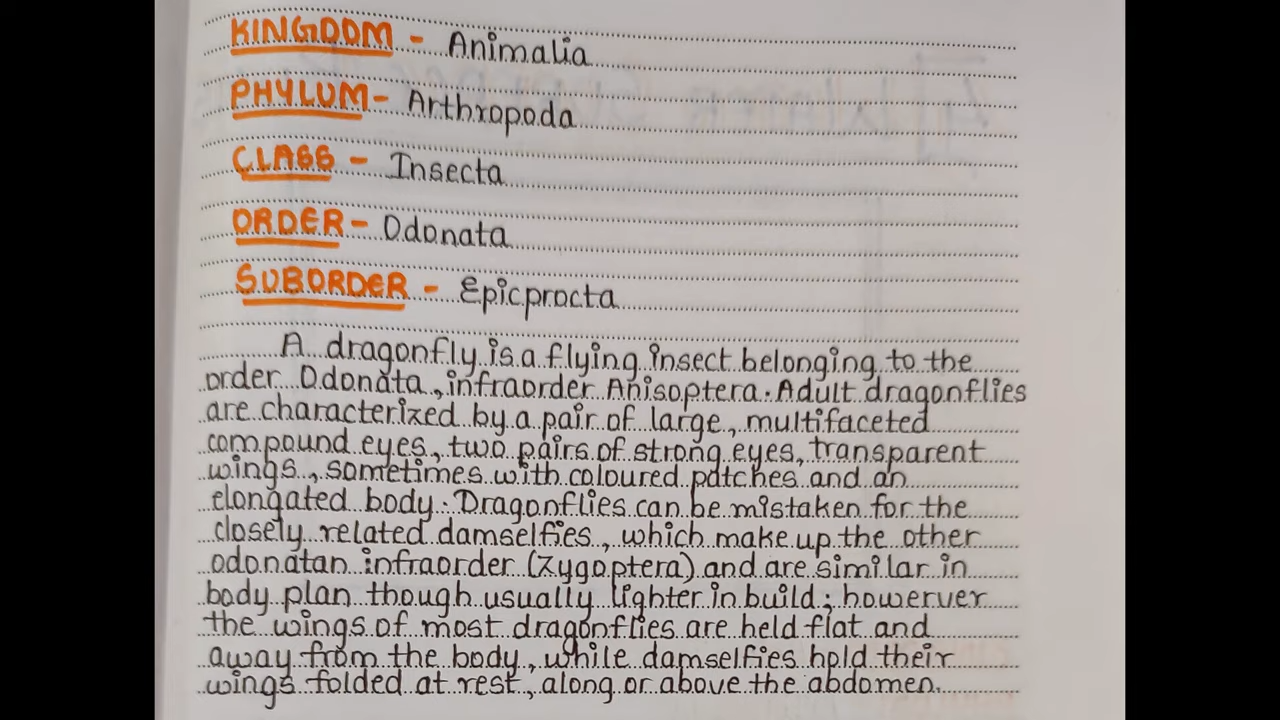 KINGDOM - Animalia
PHYLUM- Arthropoda
CLASS - Insecta
ORDER- Odonata
SUBORDER - Epicprocta
A dragonfly is a flying insect belonging to the
order Odonata, infraorder Anisoptera. Adult dragonflies
are characterized by a pair of large, multifaceted
compound eyes, two pairs of strong eyes, transparent
wings, sometimes with coloured patches and an
elongated body. Dragonflies can be mistaken for the
closely related damselfies, which make up the other
odonatan infraorder (Zygoptera) and are similar in
body plan though usually lighter in build; howerver
the wings of most dragonflies are held flat and
away from the body, while damselfies hold their
wings folded at rest, along or above the abdomen.